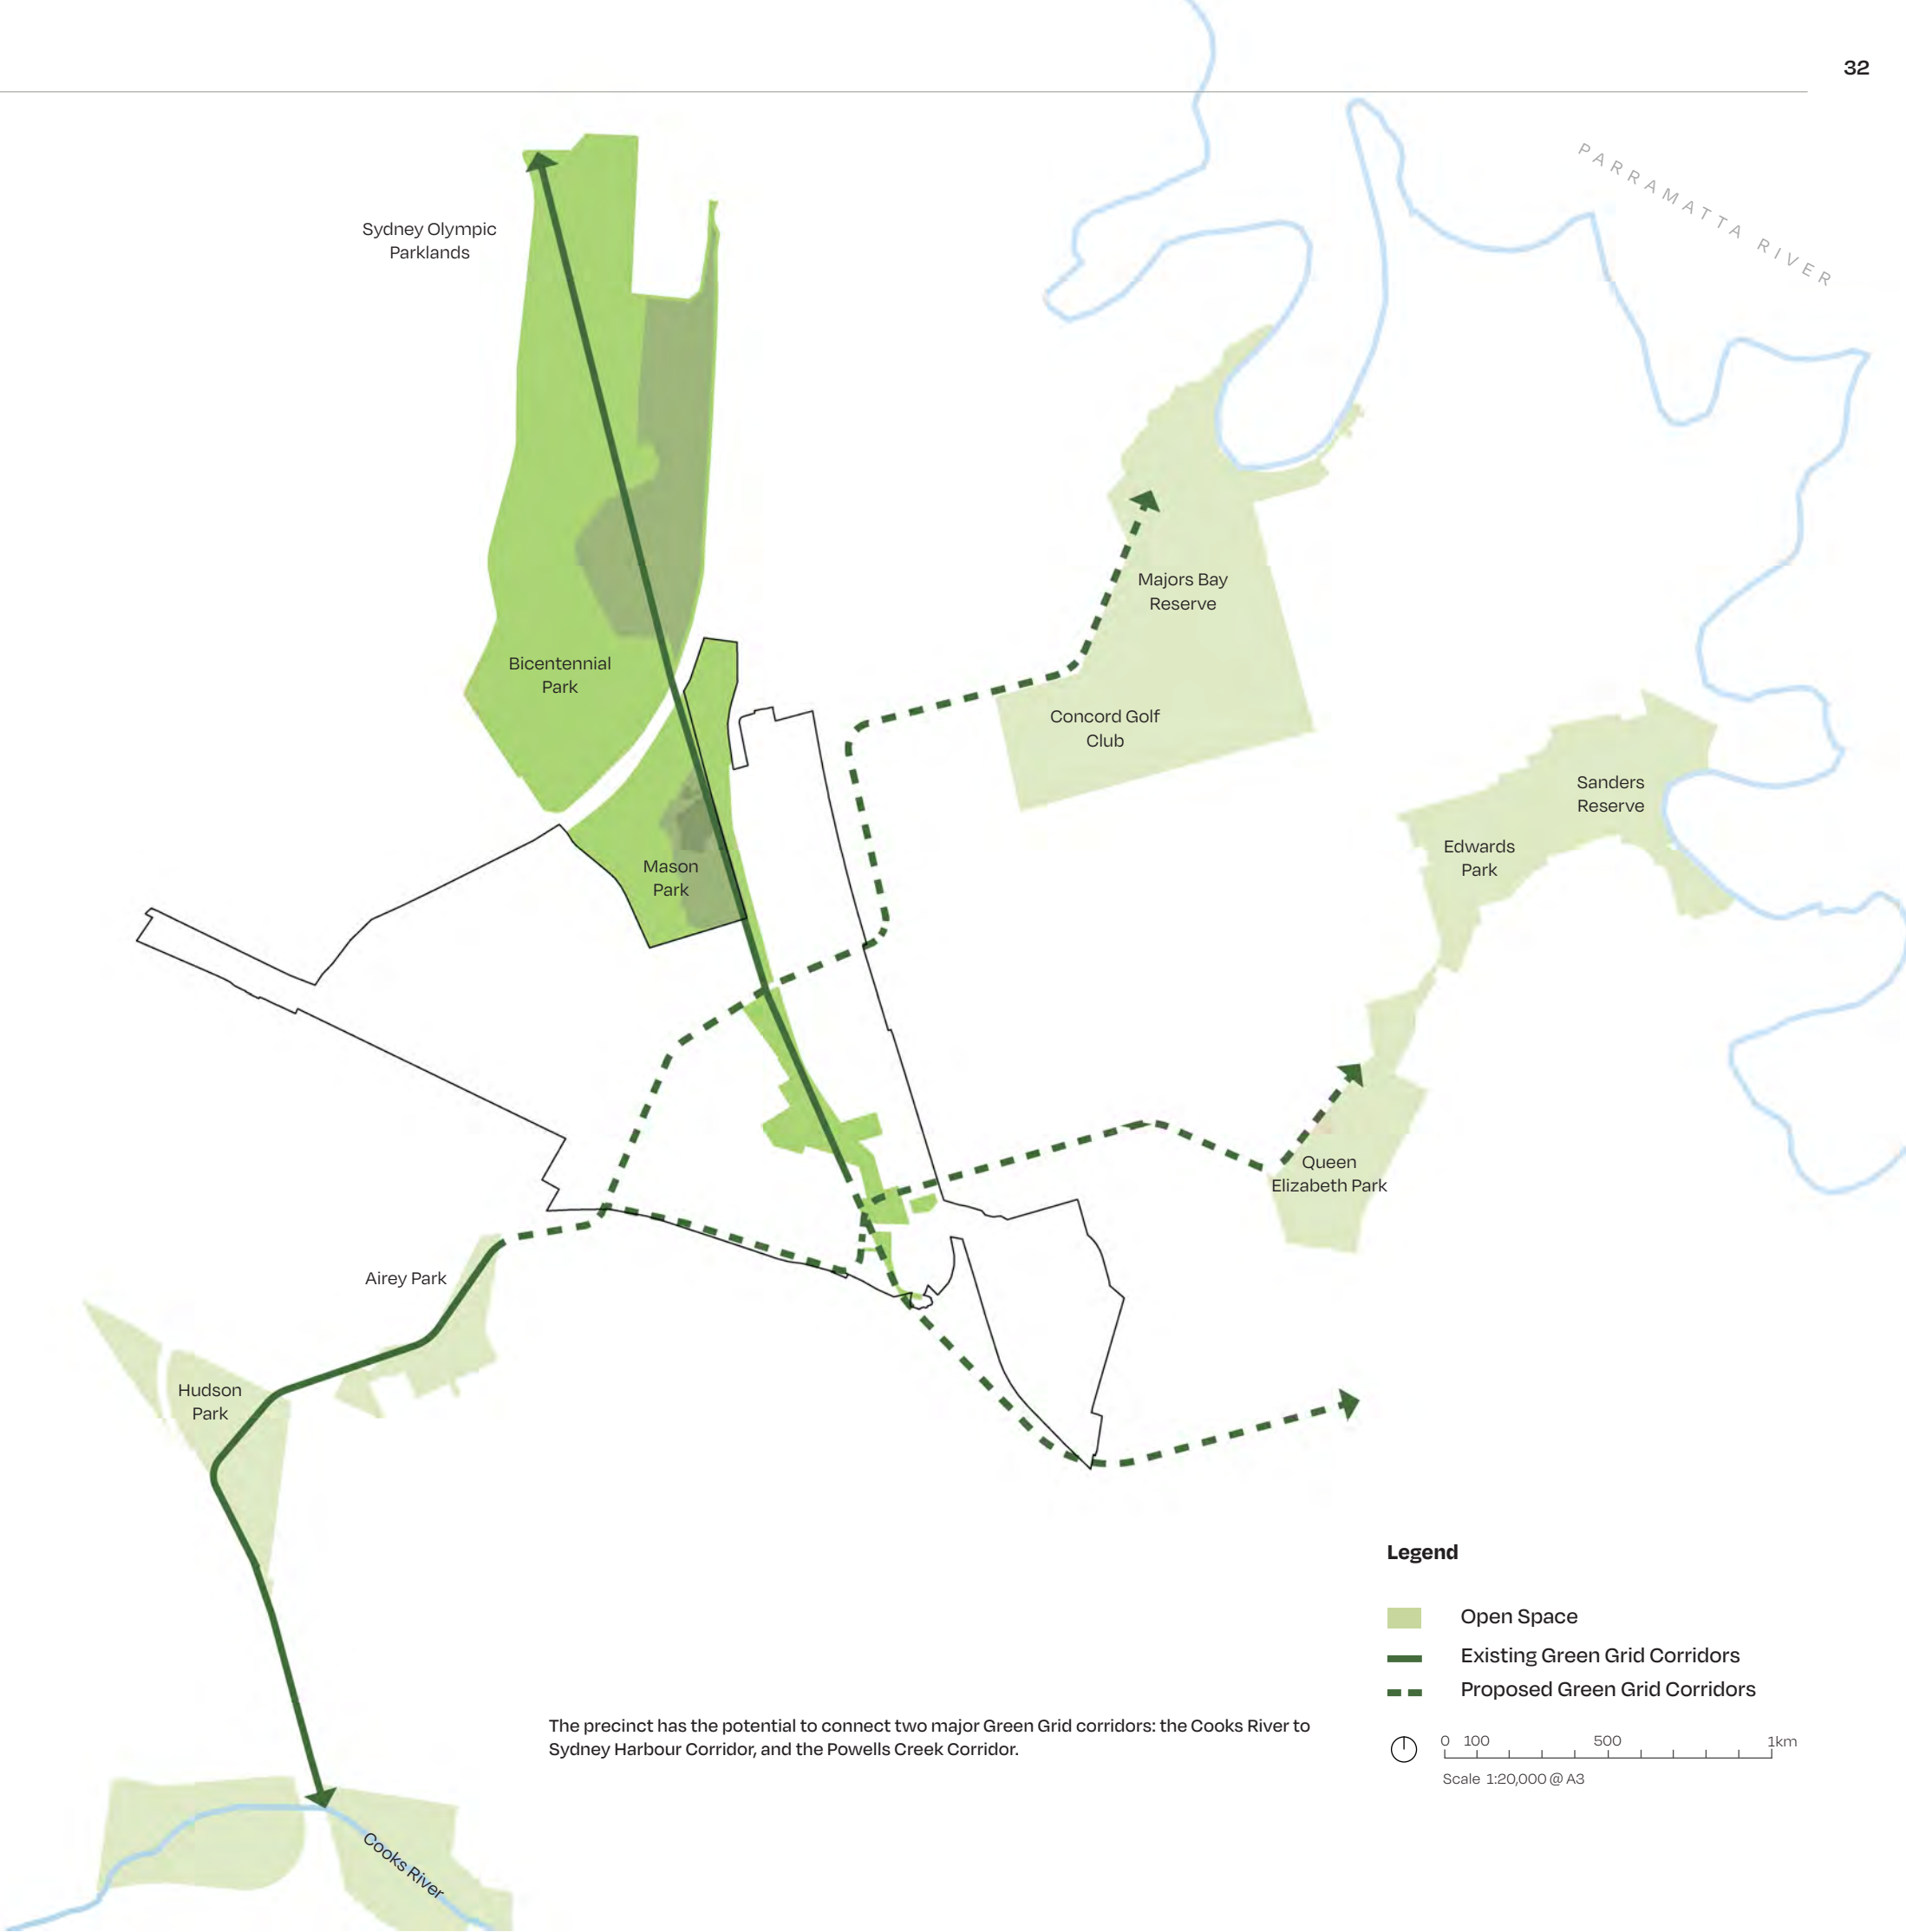 32
PARRAMATTA RIVER
Sydney Olympic
Parklands
Majors Bay
Reserve
Bicentennial
Park
Concord Golf
Club
Sanders
Reserve
Edwards
Park
Mason
Park
Queen
Elizabeth Park
Airey Park
Hudson
Park
Legend
Open Space
Existing Green Grid Corridors
Proposed Green Grid Corridors
The precinct has the potential to connect two major Green Grid corridors: the Cooks River to
Sydney Harbour Corridor, and the Powells Creek Corridor.
0 100 500 1km
Scale 1:20,000 @ A3
Cooks River